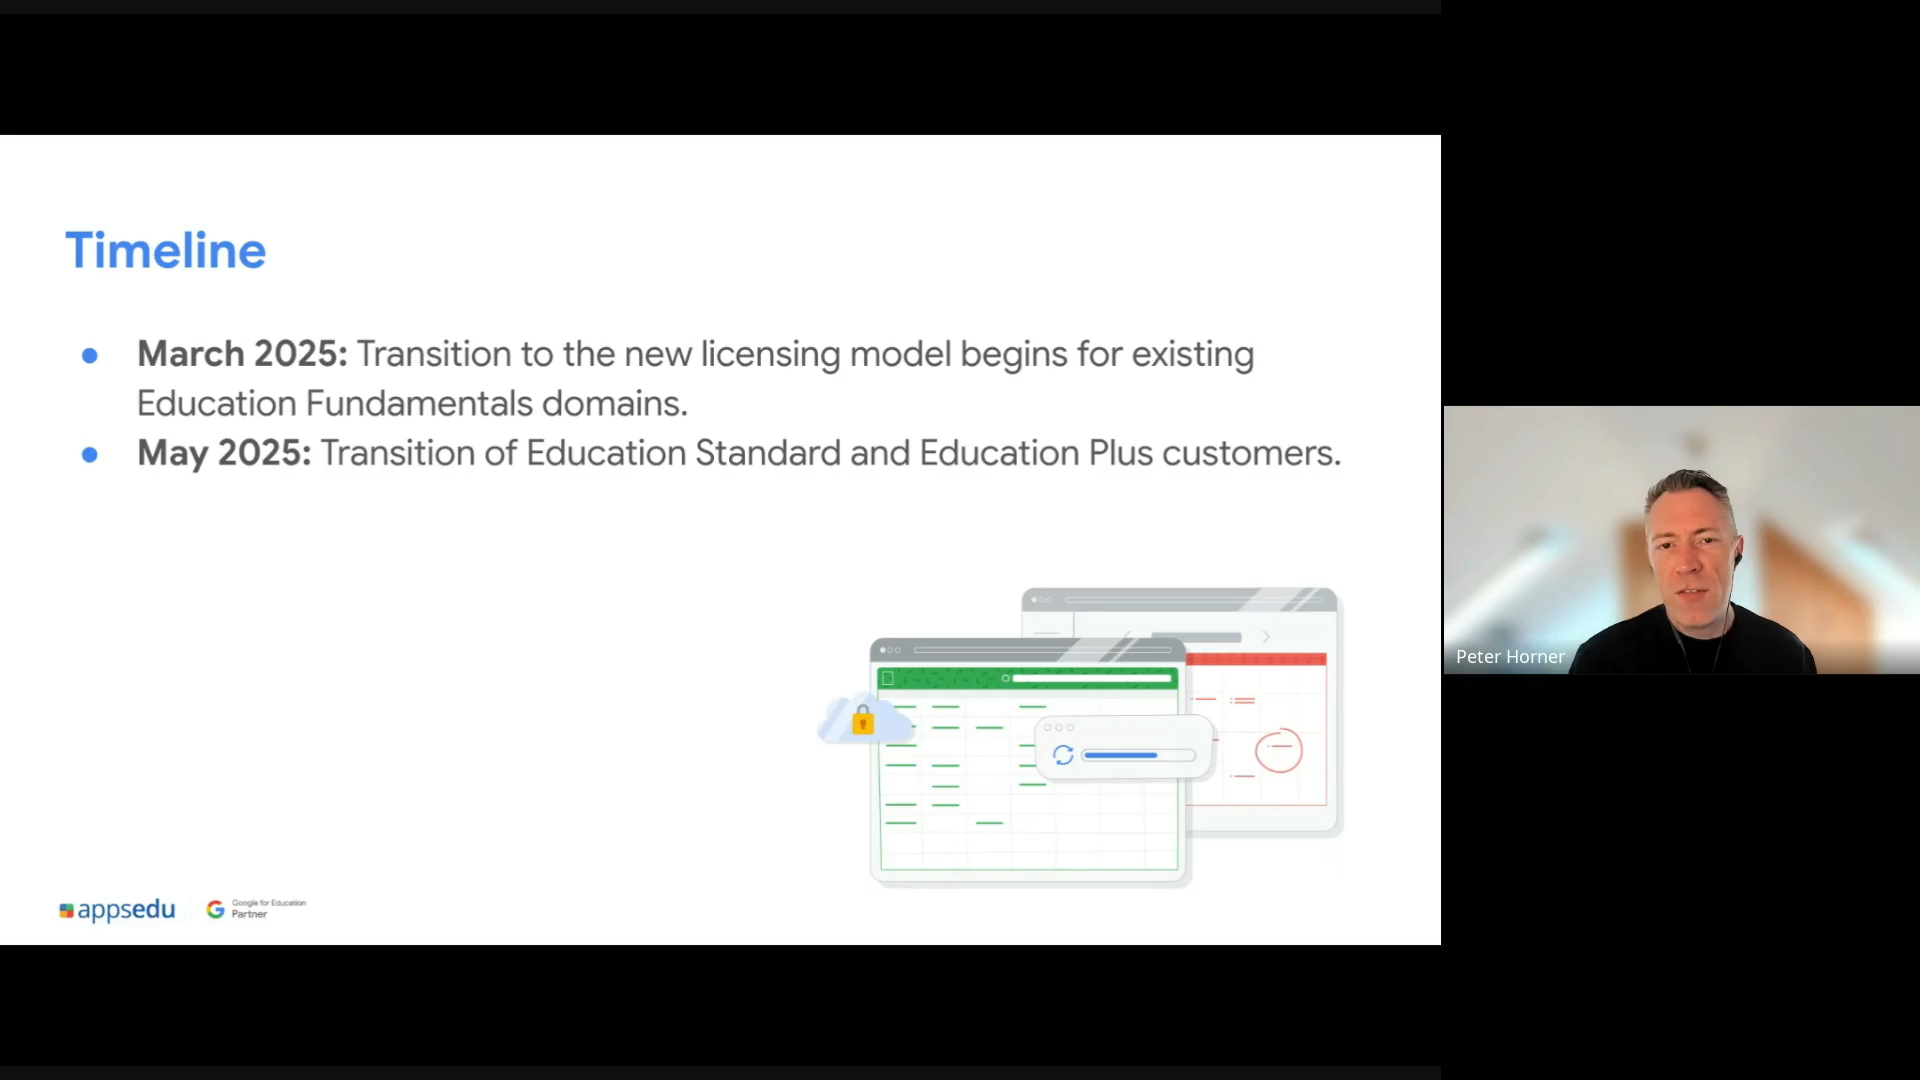 Timeline
March 2025: Transition to the new licensing model begins for existing
Education Fundamentals domains.
May 2025: Transition of Education Standard and Education Plus customers.
Peter Horner
appsedu
Google for Education
Partner